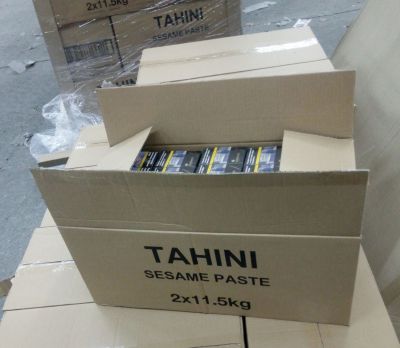 TAHINI
SESAME PASTE
2x11.5kg
TAHINI
SESAME PASTE
2x11.5kg